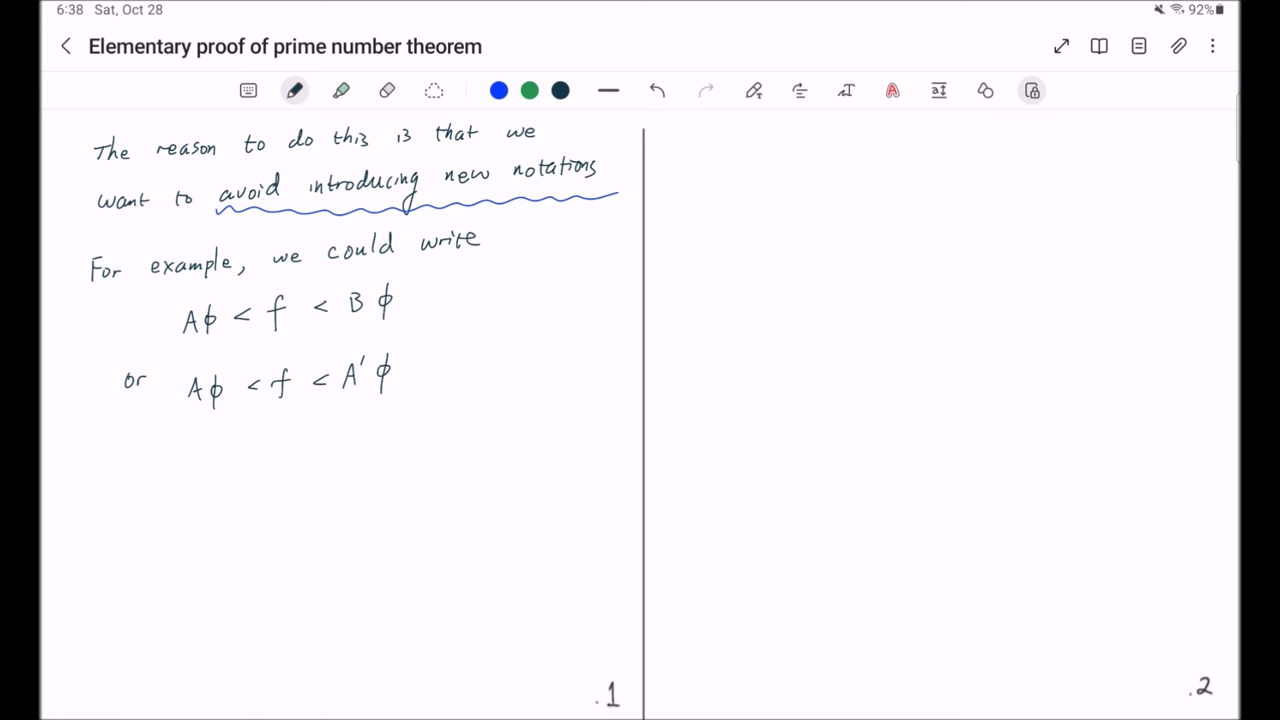 6:38 Sat, Oct 28
92%
Elementary proof of prime number theorem
The reason to do this is that we
want to avoid introducing new notations
For example, we could write
Aϕ < f < Bϕ
or Aϕ < f < A'ϕ
.1
.2